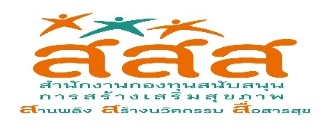 สสส
สำนักงานกองทุนสนับสนุน
การสร้างเสริมสุขภาพ
สานพลัง สร้างนวัตกรรม สื่อสารสุข